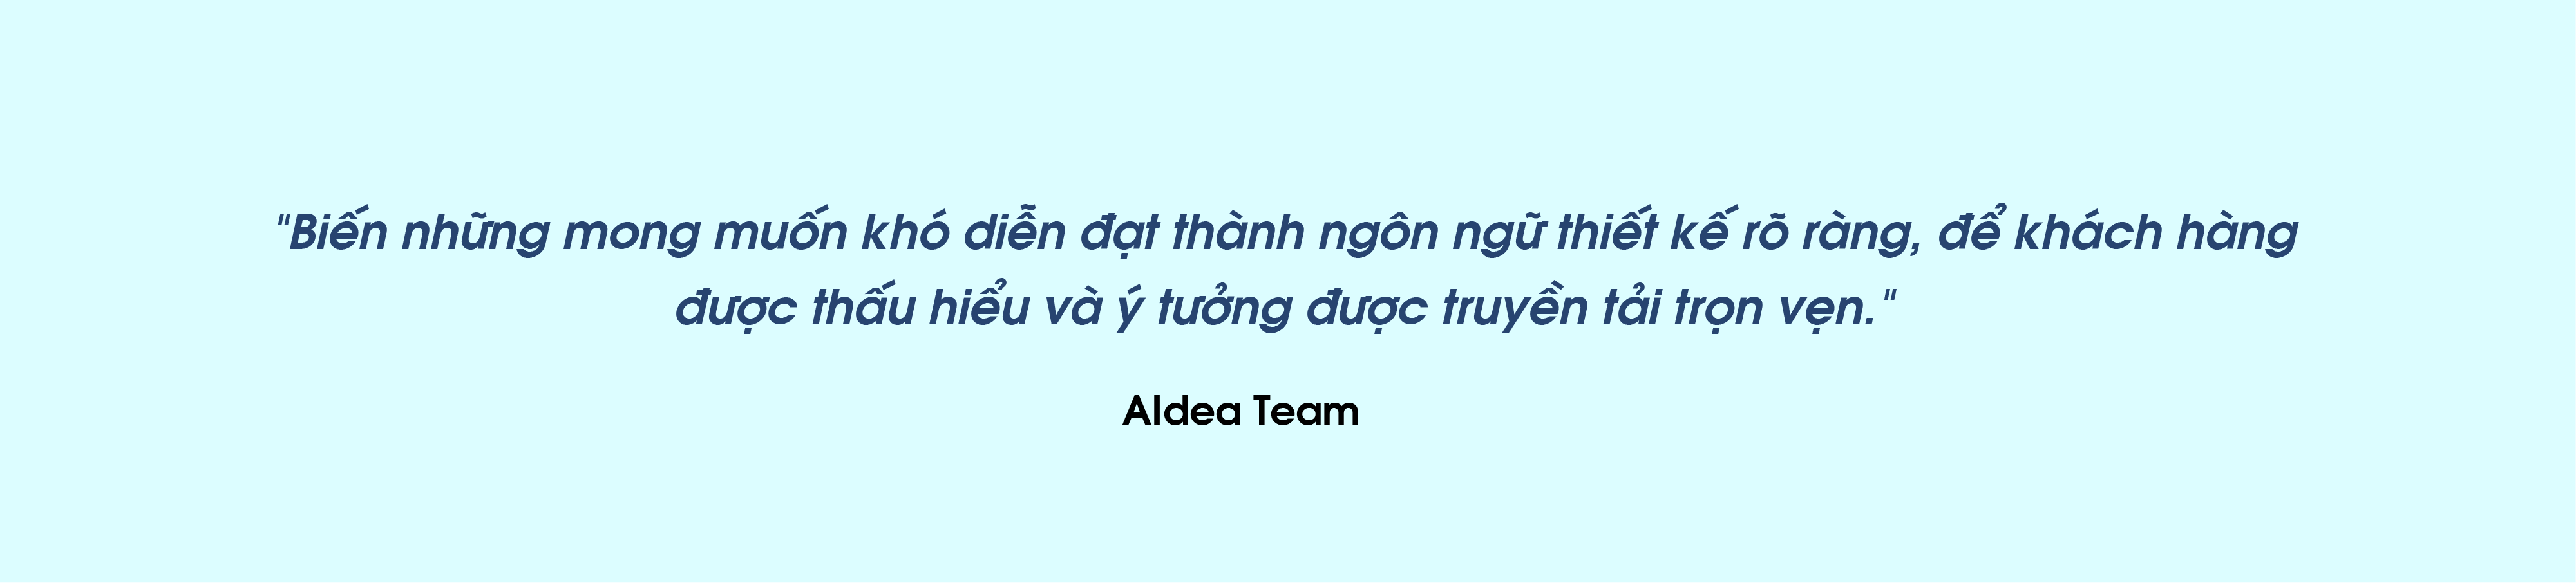 "Biến những mong muốn khó diễn đạt thành ngôn ngữ thiết kế rõ ràng, để khách hàng
được thấu hiểu và ý tưởng được truyền tải trọn vẹn."
AIdea Team